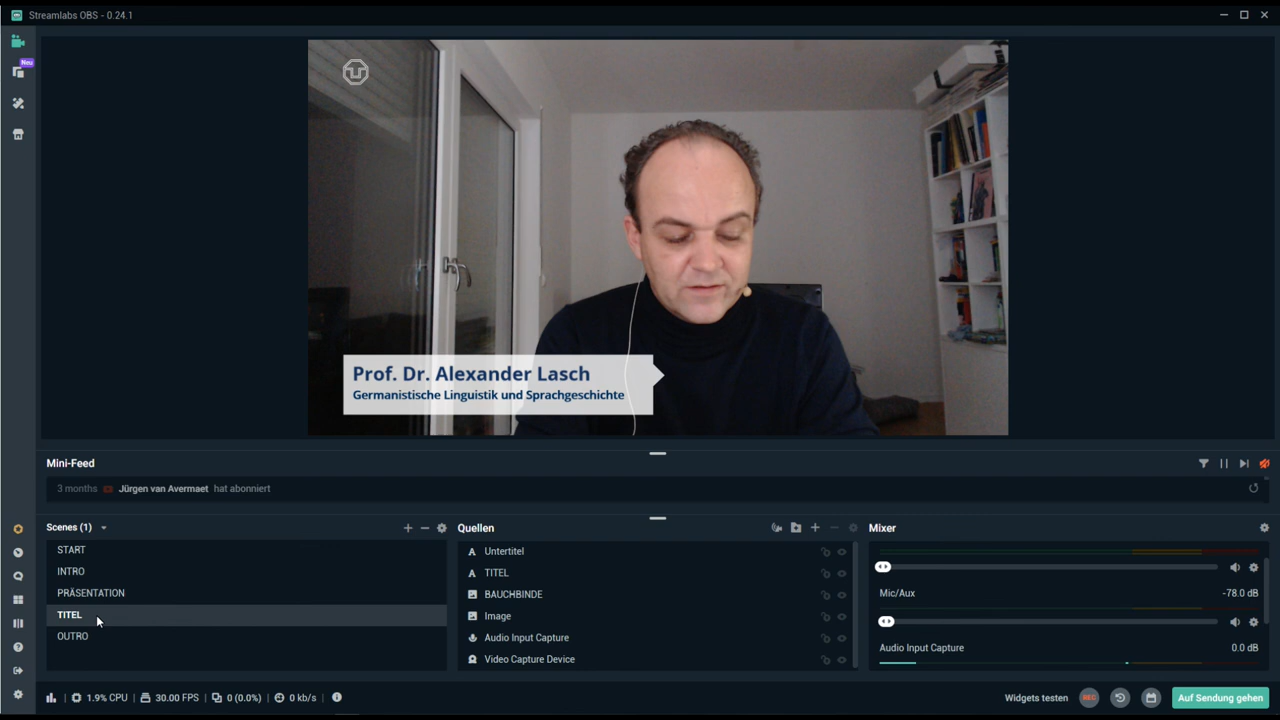 Streamlabs OBS - 0.24.1
Neu
Prof. Dr. Alexander Lasch
Germanistische Linguistik und Sprachgeschichte
Mini-Feed
3 months Jürgen van Avermaet hat abonniert
Scenes (1)
START
INTRO
PRÄSENTATION
TITEL
OUTRO
Quellen
Untertitel
TITEL
BAUCHBINDE
Image
Audio Input Capture
Video Capture Device
Mixer
Mic/Aux -78.0 dB
Audio Input Capture 0.0 dB
1.9% CPU 30.00 FPS 0 (0.0%) 0 kb/s
Widgets testen REC Auf Sendung gehen